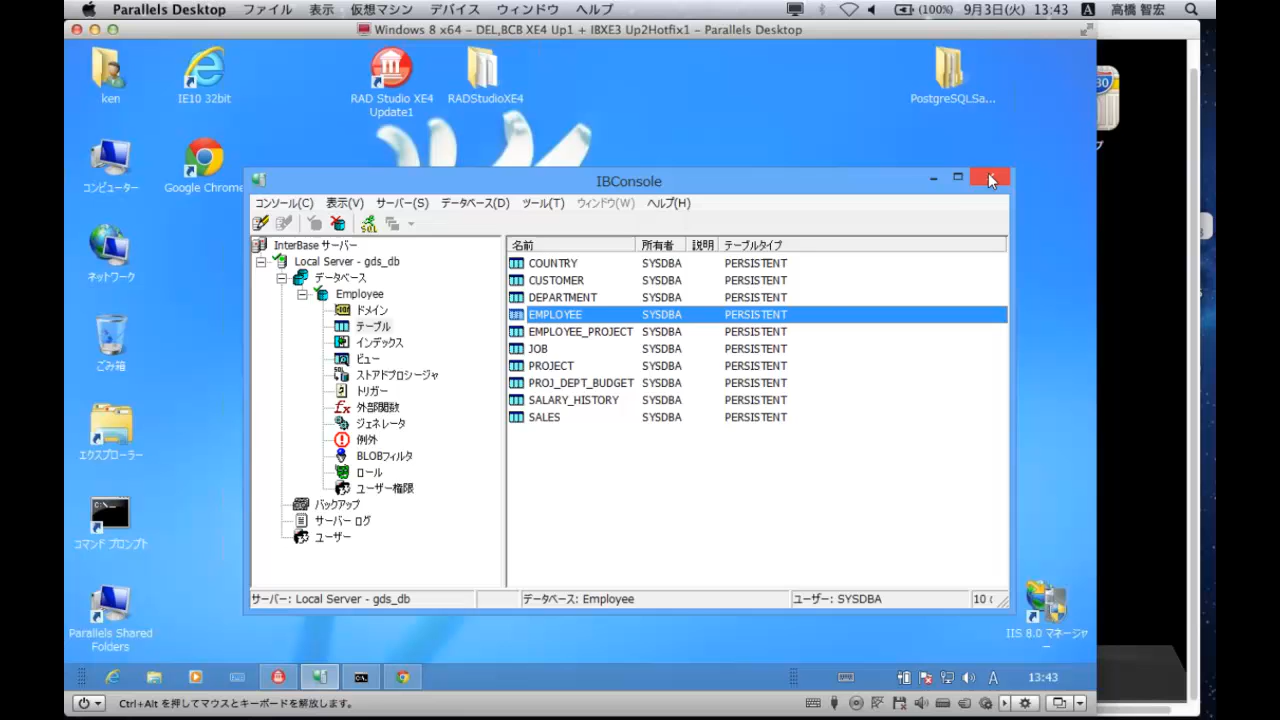 Parallels Desktop ファイル 表示 仮想マシン デバイス ウィンドウ ヘルプ (100%) 9月3日(火) 13:43 A 高橋 智宏
Windows 8 x64 – DEL,BCB XE4 Up1 + IBXE3 Up2Hotfix1 – Parallels Desktop
ken
IE10 32bit
RAD Studio XE4 Update1
RADStudioXE4
PostgreSQLSa...
コンピューター
Google Chrome
ネットワーク
ごみ箱
エクスプローラー
コマンド プロンプト
Parallels Shared Folders
IIS 8.0 マネージャー
IBConsole
コンソール(C) 表示(V) サーバー(S) データベース(D) ツール(T) ウィンドウ(W) ヘルプ(H)
InterBase サーバー
Local Server - gds_db
データベース
Employee
ドメイン
テーブル
インデックス
ビュー
ストアドプロシージャ
トリガー
外部関数
ジェネレータ
例外
BLOBフィルタ
ロール
ユーザー権限
バックアップ
サーバー ログ
ユーザー
名前 所有者 説明 テーブルタイプ
COUNTRY SYSDBA PERSISTENT
CUSTOMER SYSDBA PERSISTENT
DEPARTMENT SYSDBA PERSISTENT
EMPLOYEE SYSDBA PERSISTENT
EMPLOYEE_PROJECT SYSDBA PERSISTENT
JOB SYSDBA PERSISTENT
PROJECT SYSDBA PERSISTENT
PROJ_DEPT_BUDGET SYSDBA PERSISTENT
SALARY_HISTORY SYSDBA PERSISTENT
SALES SYSDBA PERSISTENT
サーバー: Local Server - gds_db データベース: Employee ユーザー: SYSDBA 10
A 13:43
Ctrl+Alt を押してマウスとキーボードを解放します。